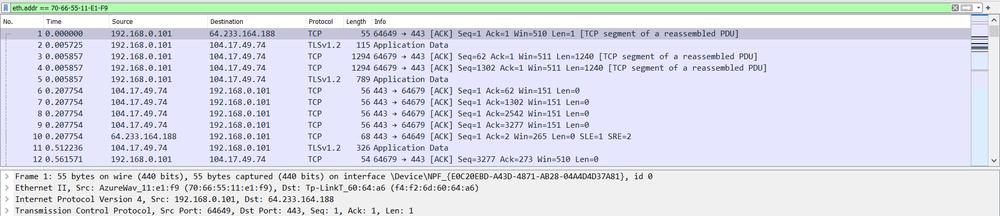 eth.addr == 70-66-55-11-E1-F9
No. Time Source Destination Protocol Length Info
1 0.000000 192.168.0.101 64.233.164.188 TCP 55 64649 → 443 [ACK] Seq=1 Ack=1 Win=510 Len=1 [TCP segment of a reassembled PDU]
2 0.005725 192.168.0.101 104.17.49.74 TLSv1.2 115 Application Data
3 0.005857 192.168.0.101 104.17.49.74 TCP 1294 64679 → 443 [ACK] Seq=62 Ack=1 Win=511 Len=1240 [TCP segment of a reassembled PDU]
4 0.005857 192.168.0.101 104.17.49.74 TCP 1294 64679 → 443 [ACK] Seq=1302 Ack=1 Win=511 Len=1240 [TCP segment of a reassembled PDU]
5 0.005857 192.168.0.101 104.17.49.74 TLSv1.2 789 Application Data
6 0.207754 104.17.49.74 192.168.0.101 TCP 56 443 → 64679 [ACK] Seq=1 Ack=62 Win=151 Len=0
7 0.207754 104.17.49.74 192.168.0.101 TCP 56 443 → 64679 [ACK] Seq=1 Ack=1302 Win=151 Len=0
8 0.207754 104.17.49.74 192.168.0.101 TCP 56 443 → 64679 [ACK] Seq=1 Ack=2542 Win=151 Len=0
9 0.207754 104.17.49.74 192.168.0.101 TCP 56 443 → 64679 [ACK] Seq=1 Ack=3277 Win=151 Len=0
10 0.207754 64.233.164.188 192.168.0.101 TCP 68 443 → 64649 [ACK] Seq=1 Ack=2 Win=265 Len=0 SLE=1 SRE=2
11 0.512236 104.17.49.74 192.168.0.101 TLSv1.2 326 Application Data
12 0.561571 192.168.0.101 104.17.49.74 TCP 54 64679 → 443 [ACK] Seq=3277 Ack=273 Win=510 Len=0
Frame 1: 55 bytes on wire (440 bits), 55 bytes captured (440 bits) on interface \Device\NPF_{E0C20EBD-A43D-4871-AB28-04A4D4D37A81}, id 0
Ethernet II, Src: AzureWav_11:e1:f9 (70:66:55:11:e1:f9), Dst: Tp-LinkT_60:64:a6 (f4:f2:6d:60:64:a6)
Internet Protocol Version 4, Src: 192.168.0.101, Dst: 64.233.164.188
Transmission Control Protocol, Src Port: 64649, Dst Port: 443, Seq: 1, Ack: 1, Len: 1